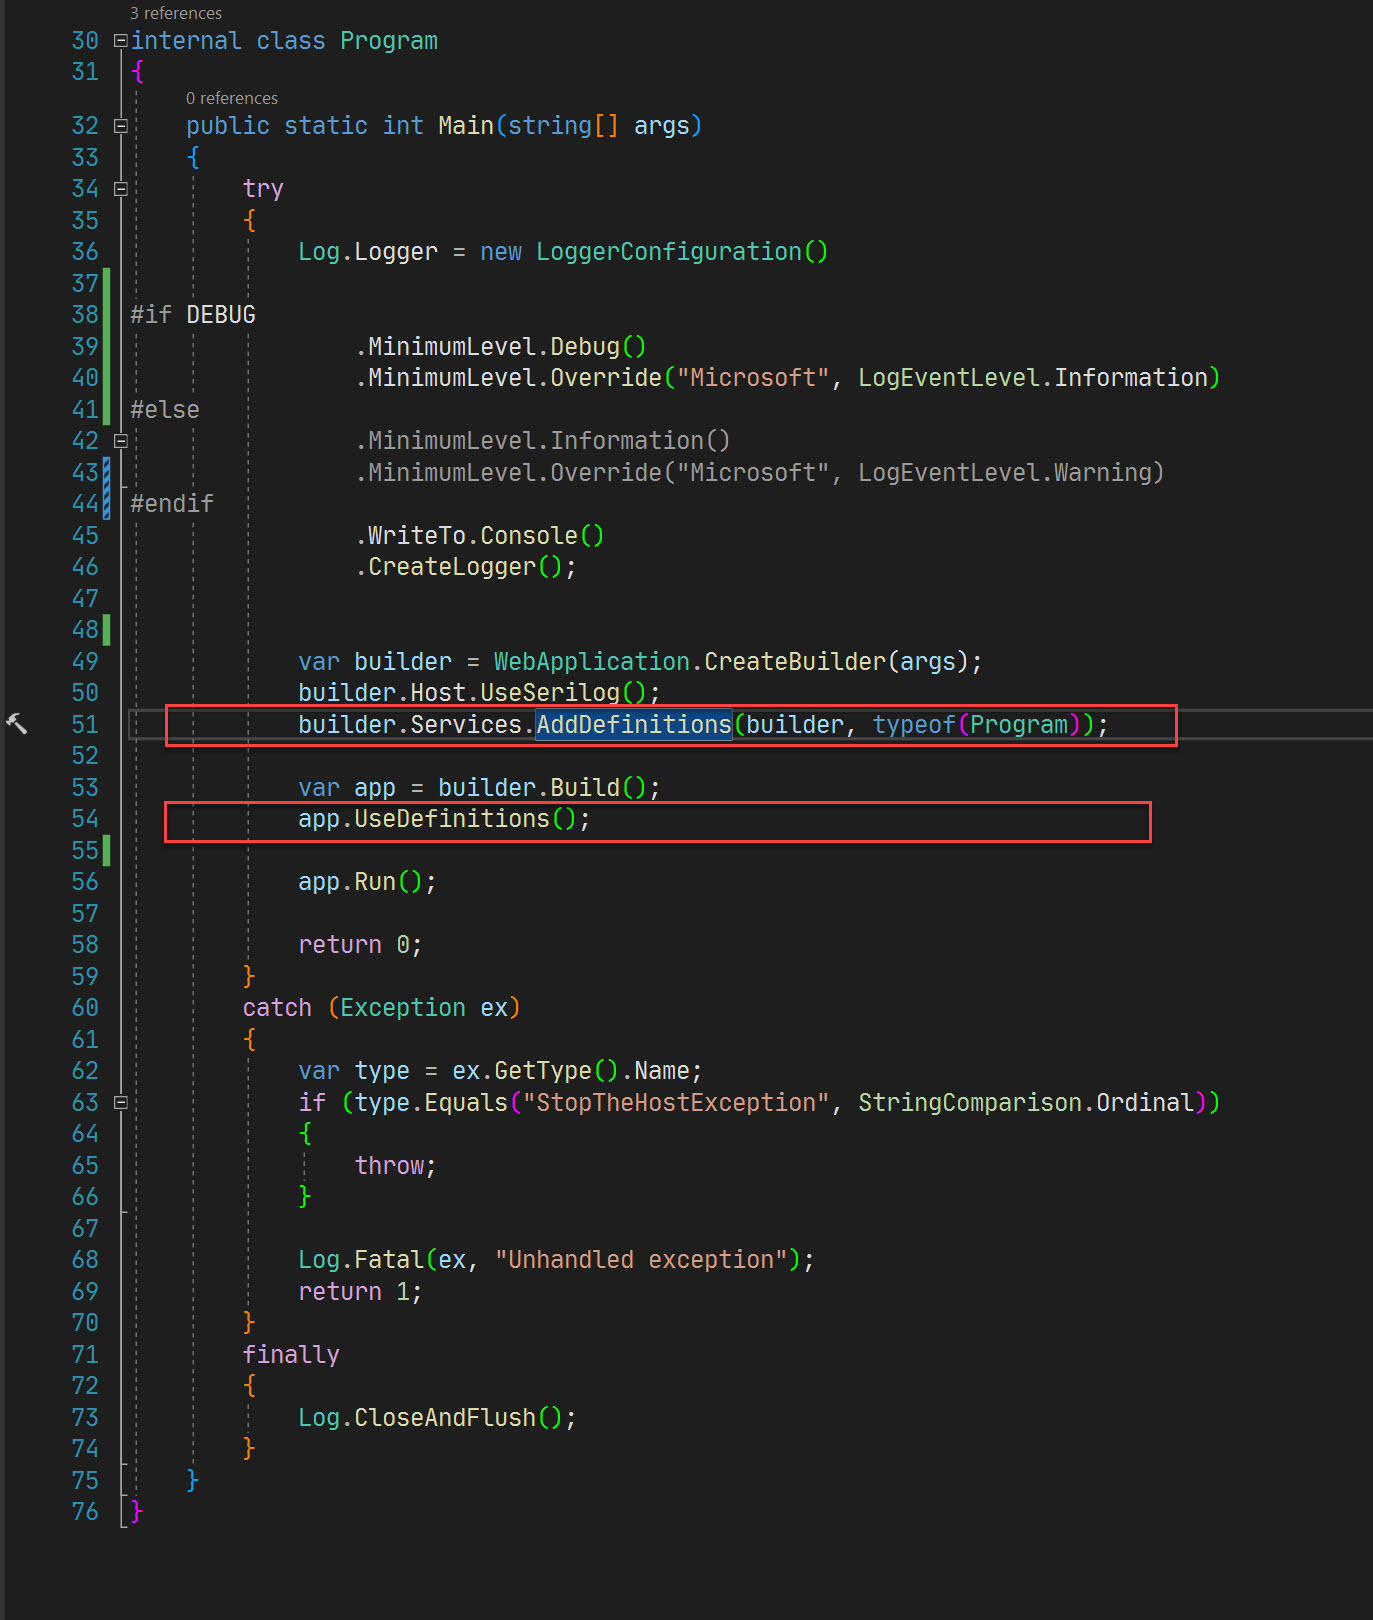 3 references
30 internal class Program
31 {
0 references
32 public static int Main(string[] args)
33 {
34 try
35 {
36 Log.Logger = new LoggerConfiguration()
37
38 #if DEBUG
39 .MinimumLevel.Debug()
40 .MinimumLevel.Override("Microsoft", LogEventLevel.Information)
41 #else
42 .MinimumLevel.Information()
43 .MinimumLevel.Override("Microsoft", LogEventLevel.Warning)
44 #endif
45 .WriteTo.Console()
46 .CreateLogger();
47
48
49 var builder = WebApplication.CreateBuilder(args);
50 builder.Host.UseSerilog();
51 builder.Services.AddDefinitions(builder, typeof(Program));
52
53 var app = builder.Build();
54 app.UseDefinitions();
55
56 app.Run();
57
58 return 0;
59 }
60 catch (Exception ex)
61 {
62 var type = ex.GetType().Name;
63 if (type.Equals("StopTheHostException", StringComparison.Ordinal))
64 {
65 throw;
66 }
67
68 Log.Fatal(ex, "Unhandled exception");
69 return 1;
70 }
71 finally
72 {
73 Log.CloseAndFlush();
74 }
75 }
76 }